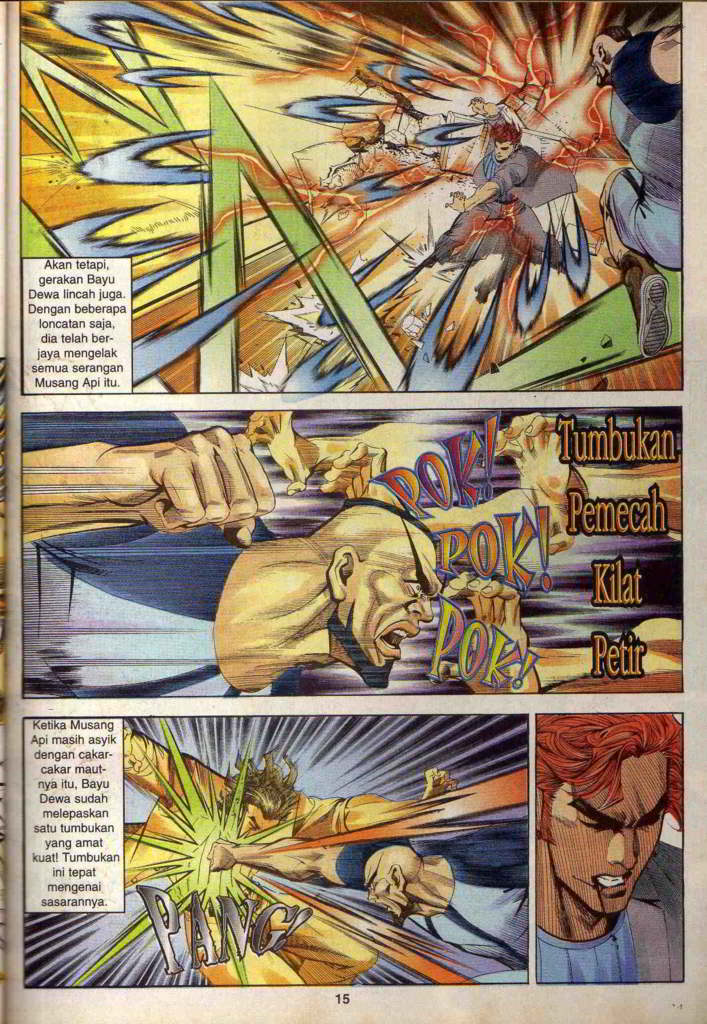 Akan tetapi,
gerakan Bayu
Dewa lincah juga.
Dengan beberapa
loncatan saja,
dia telah ber-
jaya mengelak
semua serangan
Musang Api itu.
POK!
POK!
POK!
Tumbukan
Pemecah
Kilat
Petir
Ketika Musang
Api masih asyik
dengan cakar-
cakar maut-
nya itu, Bayu
Dewa sudah
melepaskan
satu tumbukan
yang amat
kuat! Tumbukan
ini tepat
mengenai
sasarannya.
PANG!
15